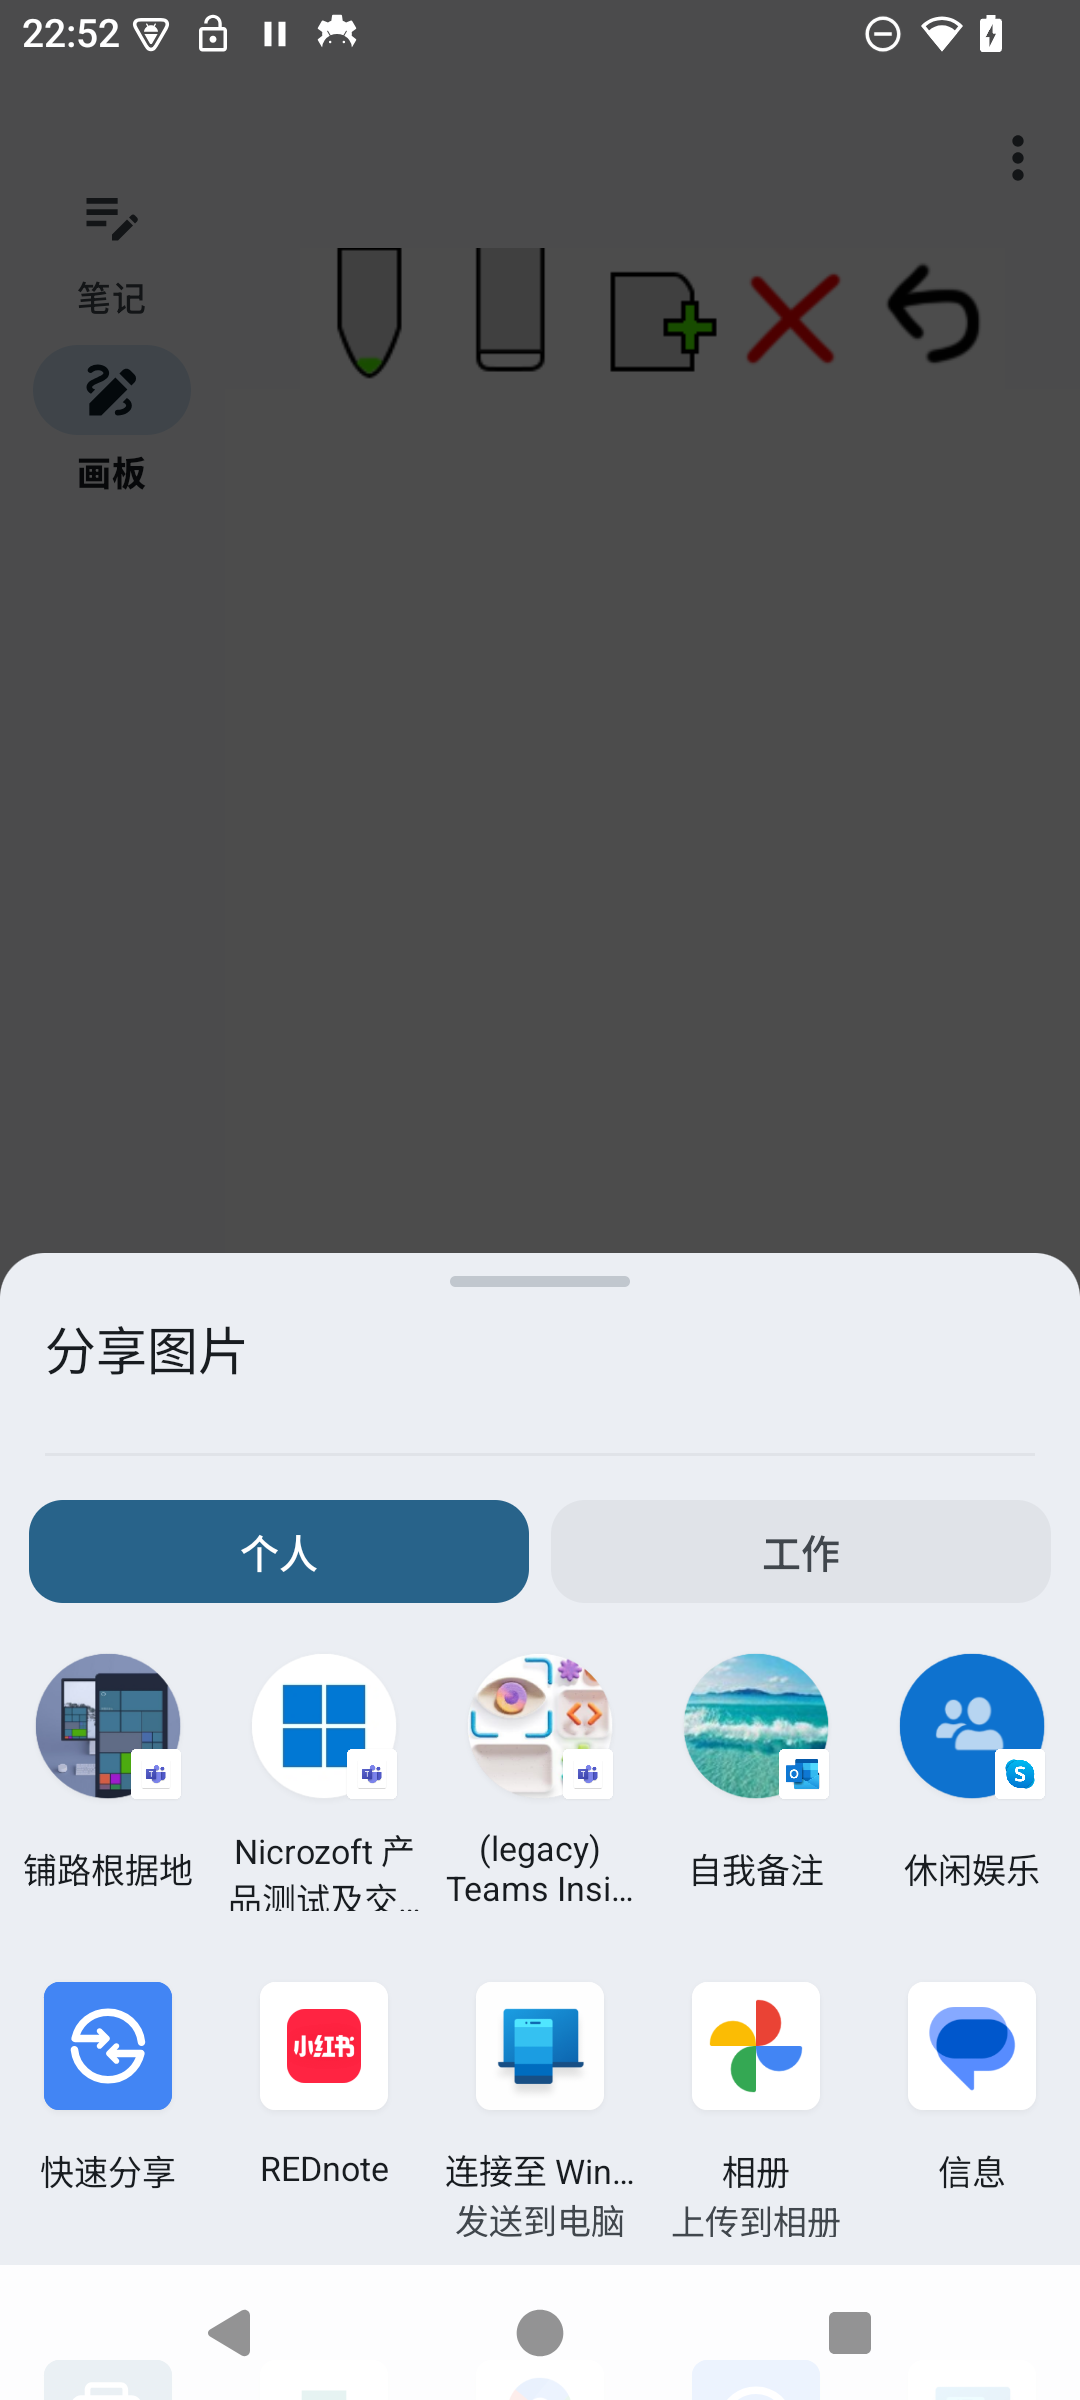 22:52
笔记
画板
分享图片
个人
工作
铺路根据地
Nicrozoft 产
品测试及交...
(legacy)
Teams Insi...
自我备注
休闲娱乐
小红书
快速分享
REDnote
连接至 Win...
发送到电脑
相册
上传到相册
信息